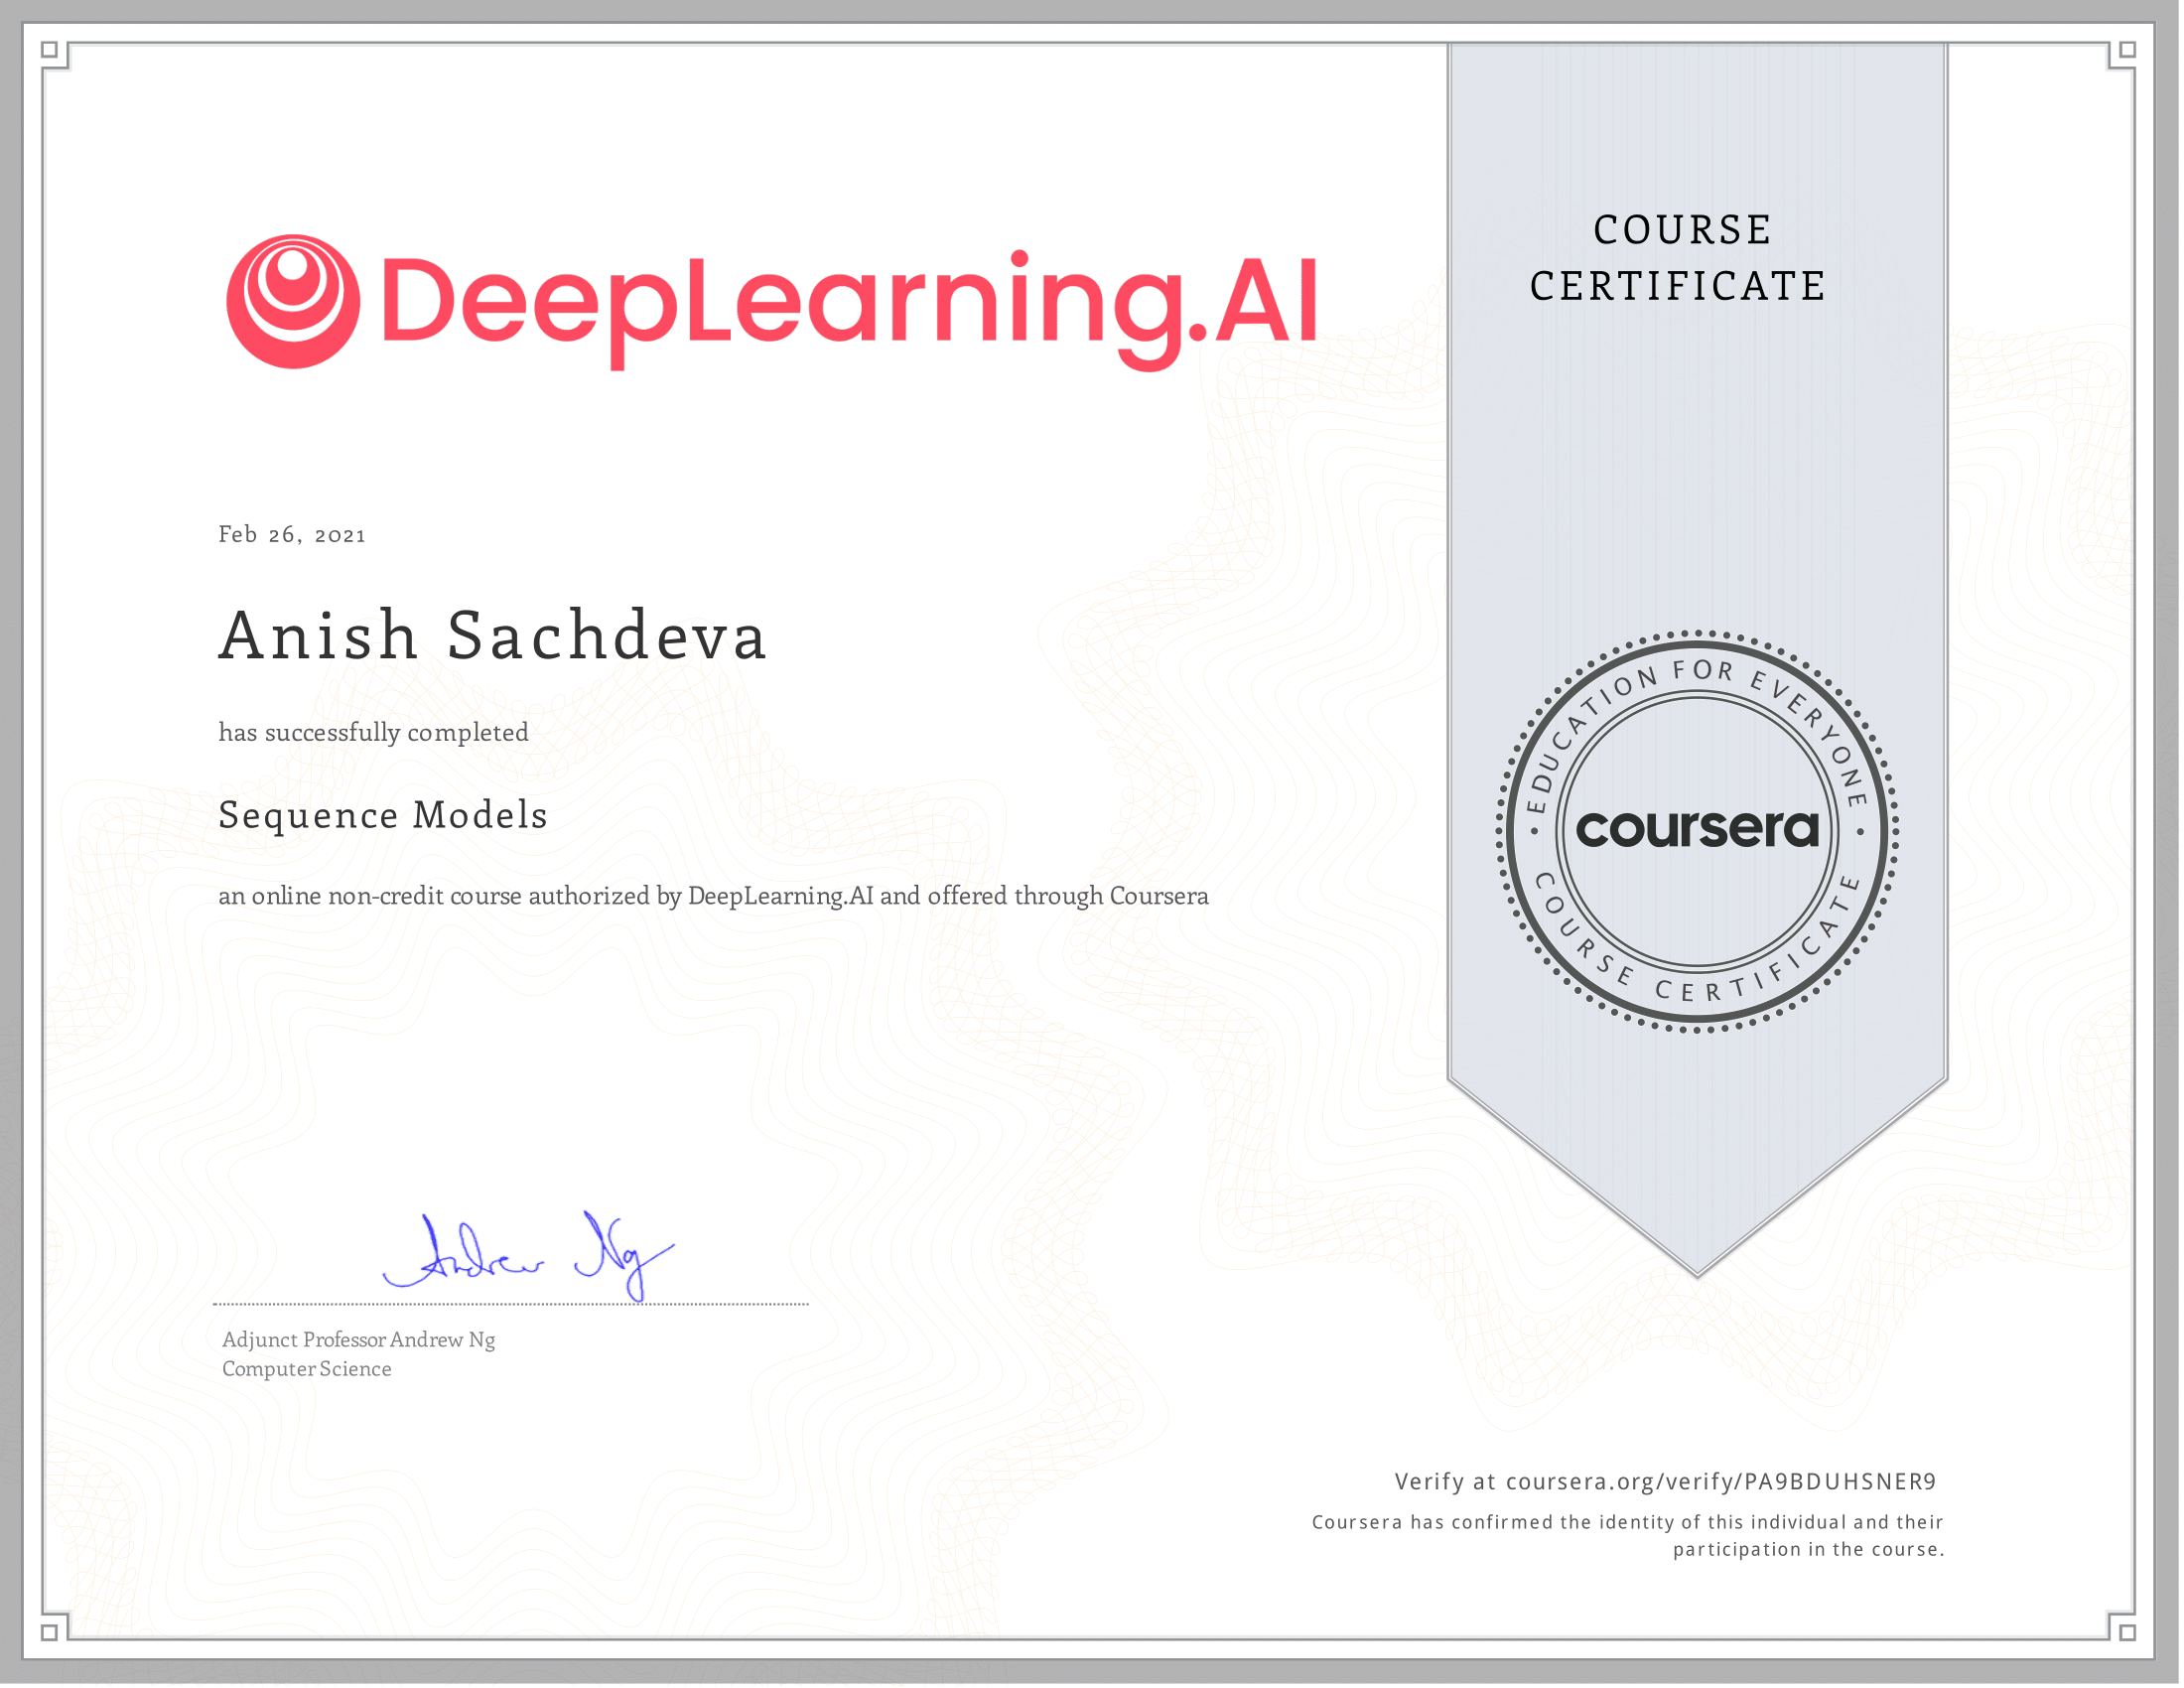 DeepLearning.AI
COURSE
CERTIFICATE
Feb 26, 2021
Anish Sachdeva
has successfully completed
Sequence Models
an online non-credit course authorized by DeepLearning.AI and offered through Coursera
EDUCATION FOR EVERYONE
coursera
COURSE CERTIFICATE
Andrew Ng
Adjunct Professor Andrew Ng
Computer Science
Verify at coursera.org/verify/PA9BDUHSNER9
Coursera has confirmed the identity of this individual and their
participation in the course.